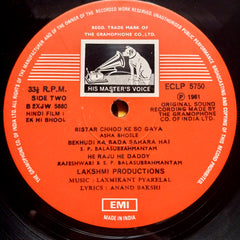 REGD. TRADE MARK OF
THE GRAMOPHONE CO., LTD.
HIS MASTER'S VOICE
33⅓ R.P.M.
SIDE TWO
HINDI FILM :
EK HI BHOOL
ECLP 5750
℗ 1981
ORIGINAL SOUND
RECORDING MADE BY
THE GRAMOPHONE
CO. OF INDIA LTD.
RISTAR CHHOD KE SO GAYA
ASHA BHOSLE
BEKHUDI KA BADA SAHARA HAI
S. P. BALASUBRAHMANYAM
HE RAJU HE DADDY
RAJESHWARI & S. P. BALASUBRAHMANYAM
LAKSHMI PRODUCTIONS
MUSIC : LAXMIKANT PYARELAL
LYRICS : ANAND BAKSHI
EMI
MADE IN INDIA